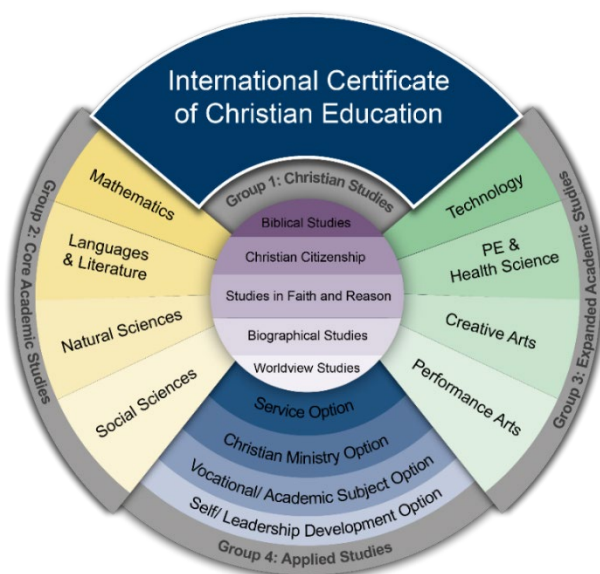 International Certificate
of Christian Education
Group 1: Christian Studies
Biblical Studies
Christian Citizenship
Studies in Faith and Reason
Biographical Studies
Worldview Studies
Group 2: Core Academic Studies
Mathematics
Languages
& Literature
Natural Sciences
Social Sciences
Group 3: Expanded Academic Studies
Technology
PE &
Health Science
Creative Arts
Performance Arts
Service Option
Christian Ministry Option
Vocational/ Academic Subject Option
Self/ Leadership Development Option
Group 4: Applied Studies